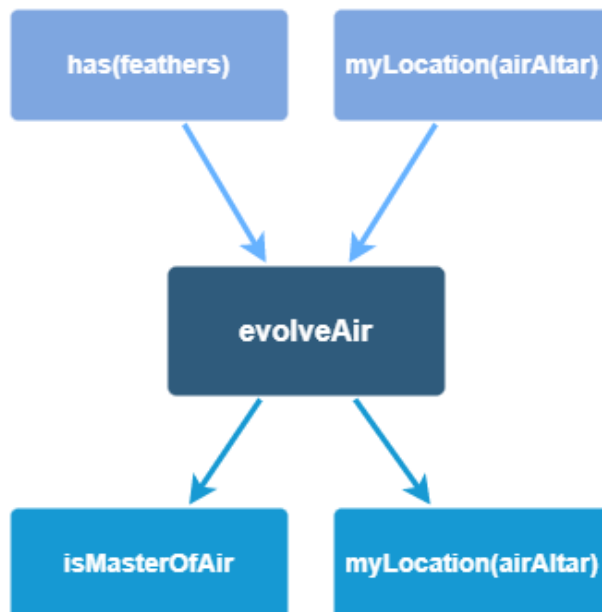 has(feathers)
myLocation(airAltar)
evolveAir
isMasterOfAir
myLocation(airAltar)